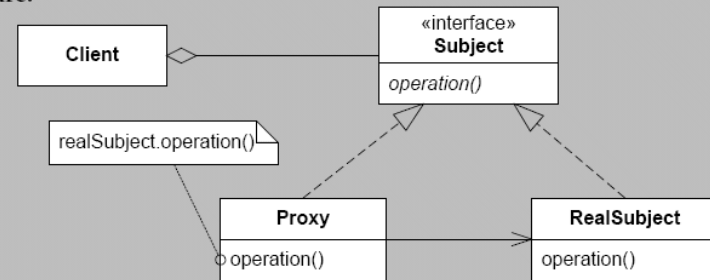 «interface»
Client
Subject
operation()
realSubject.operation()
Proxy
RealSubject
operation()
operation()